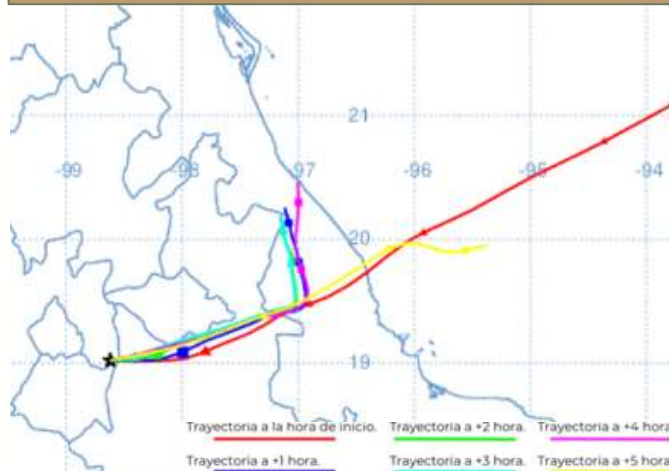 21
-99 -98 -97 -96 -95 -94
20
19
Trayectoria a la hora de inicio. Trayectoria a +2 hora. Trayectoria a +4 hora
Trayectoria a +1 hora. Trayectoria a +3 hora. Trayectoria a +5 hora